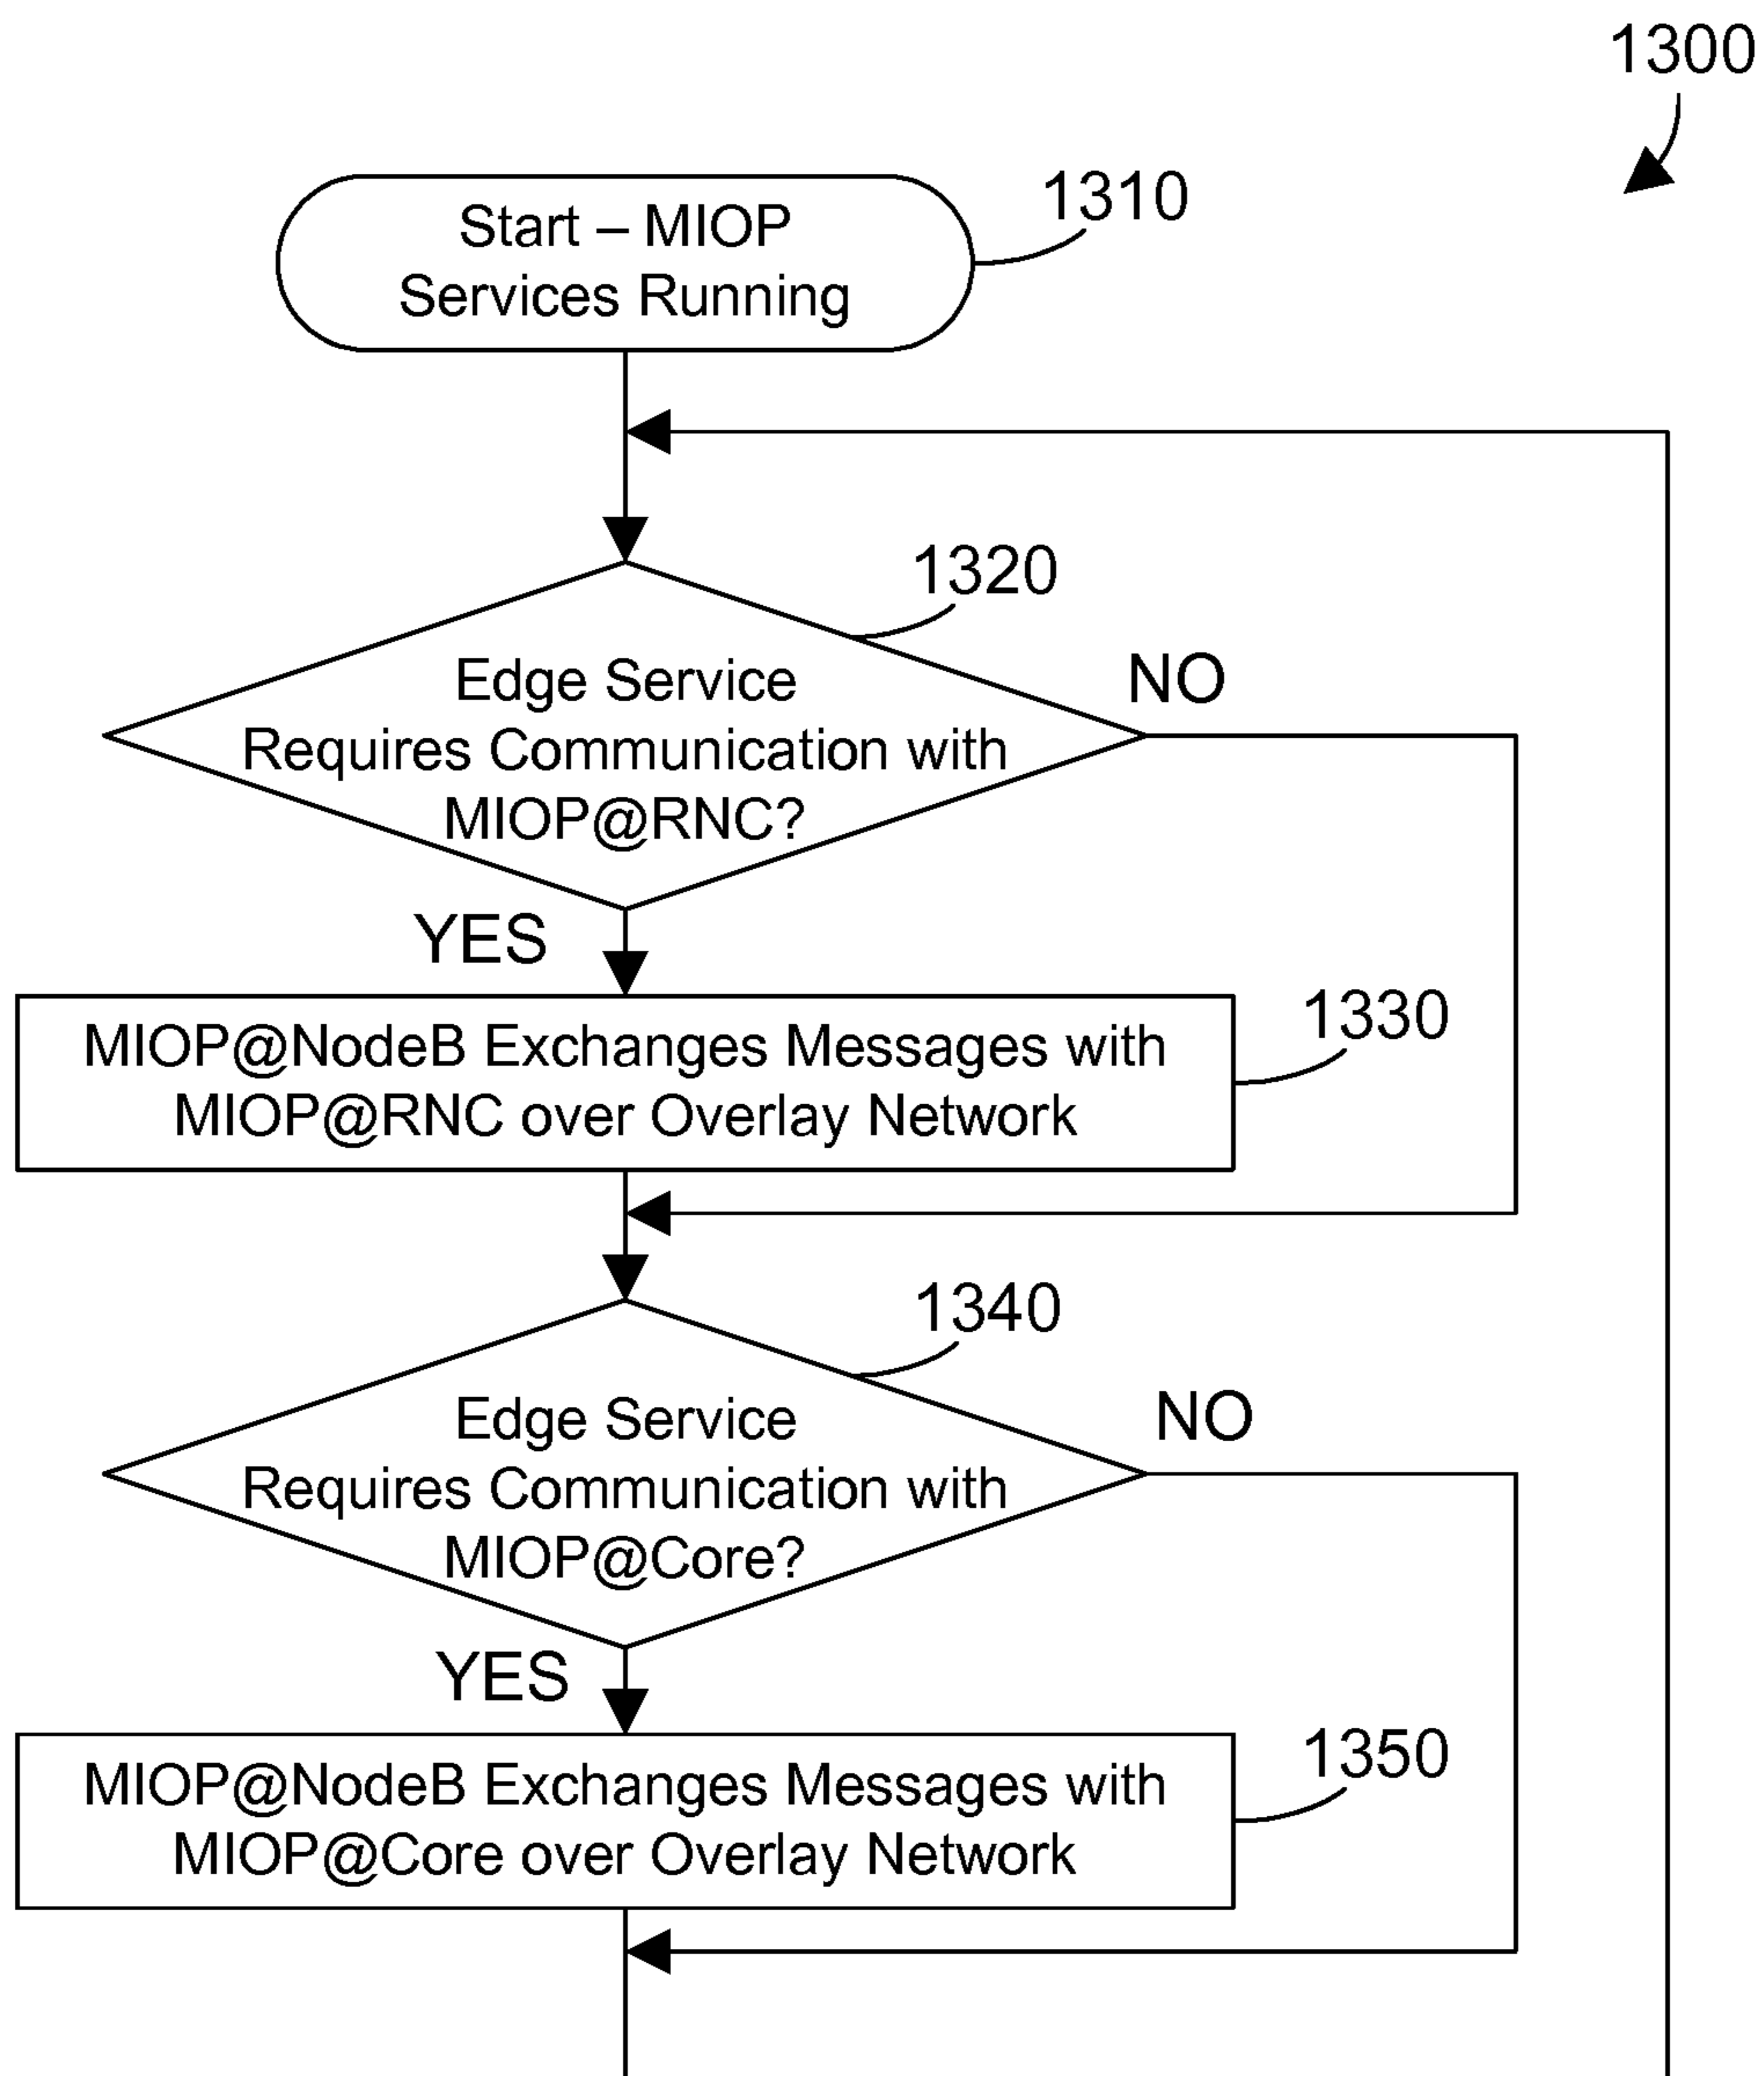 1300
Start – MIOP
Services Running
1310
1320
Edge Service
Requires Communication with
MIOP@RNC?
NO
YES
1330
MIOP@NodeB Exchanges Messages with
MIOP@RNC over Overlay Network
1340
Edge Service
Requires Communication with
MIOP@Core?
NO
YES
1350
MIOP@NodeB Exchanges Messages with
MIOP@Core over Overlay Network